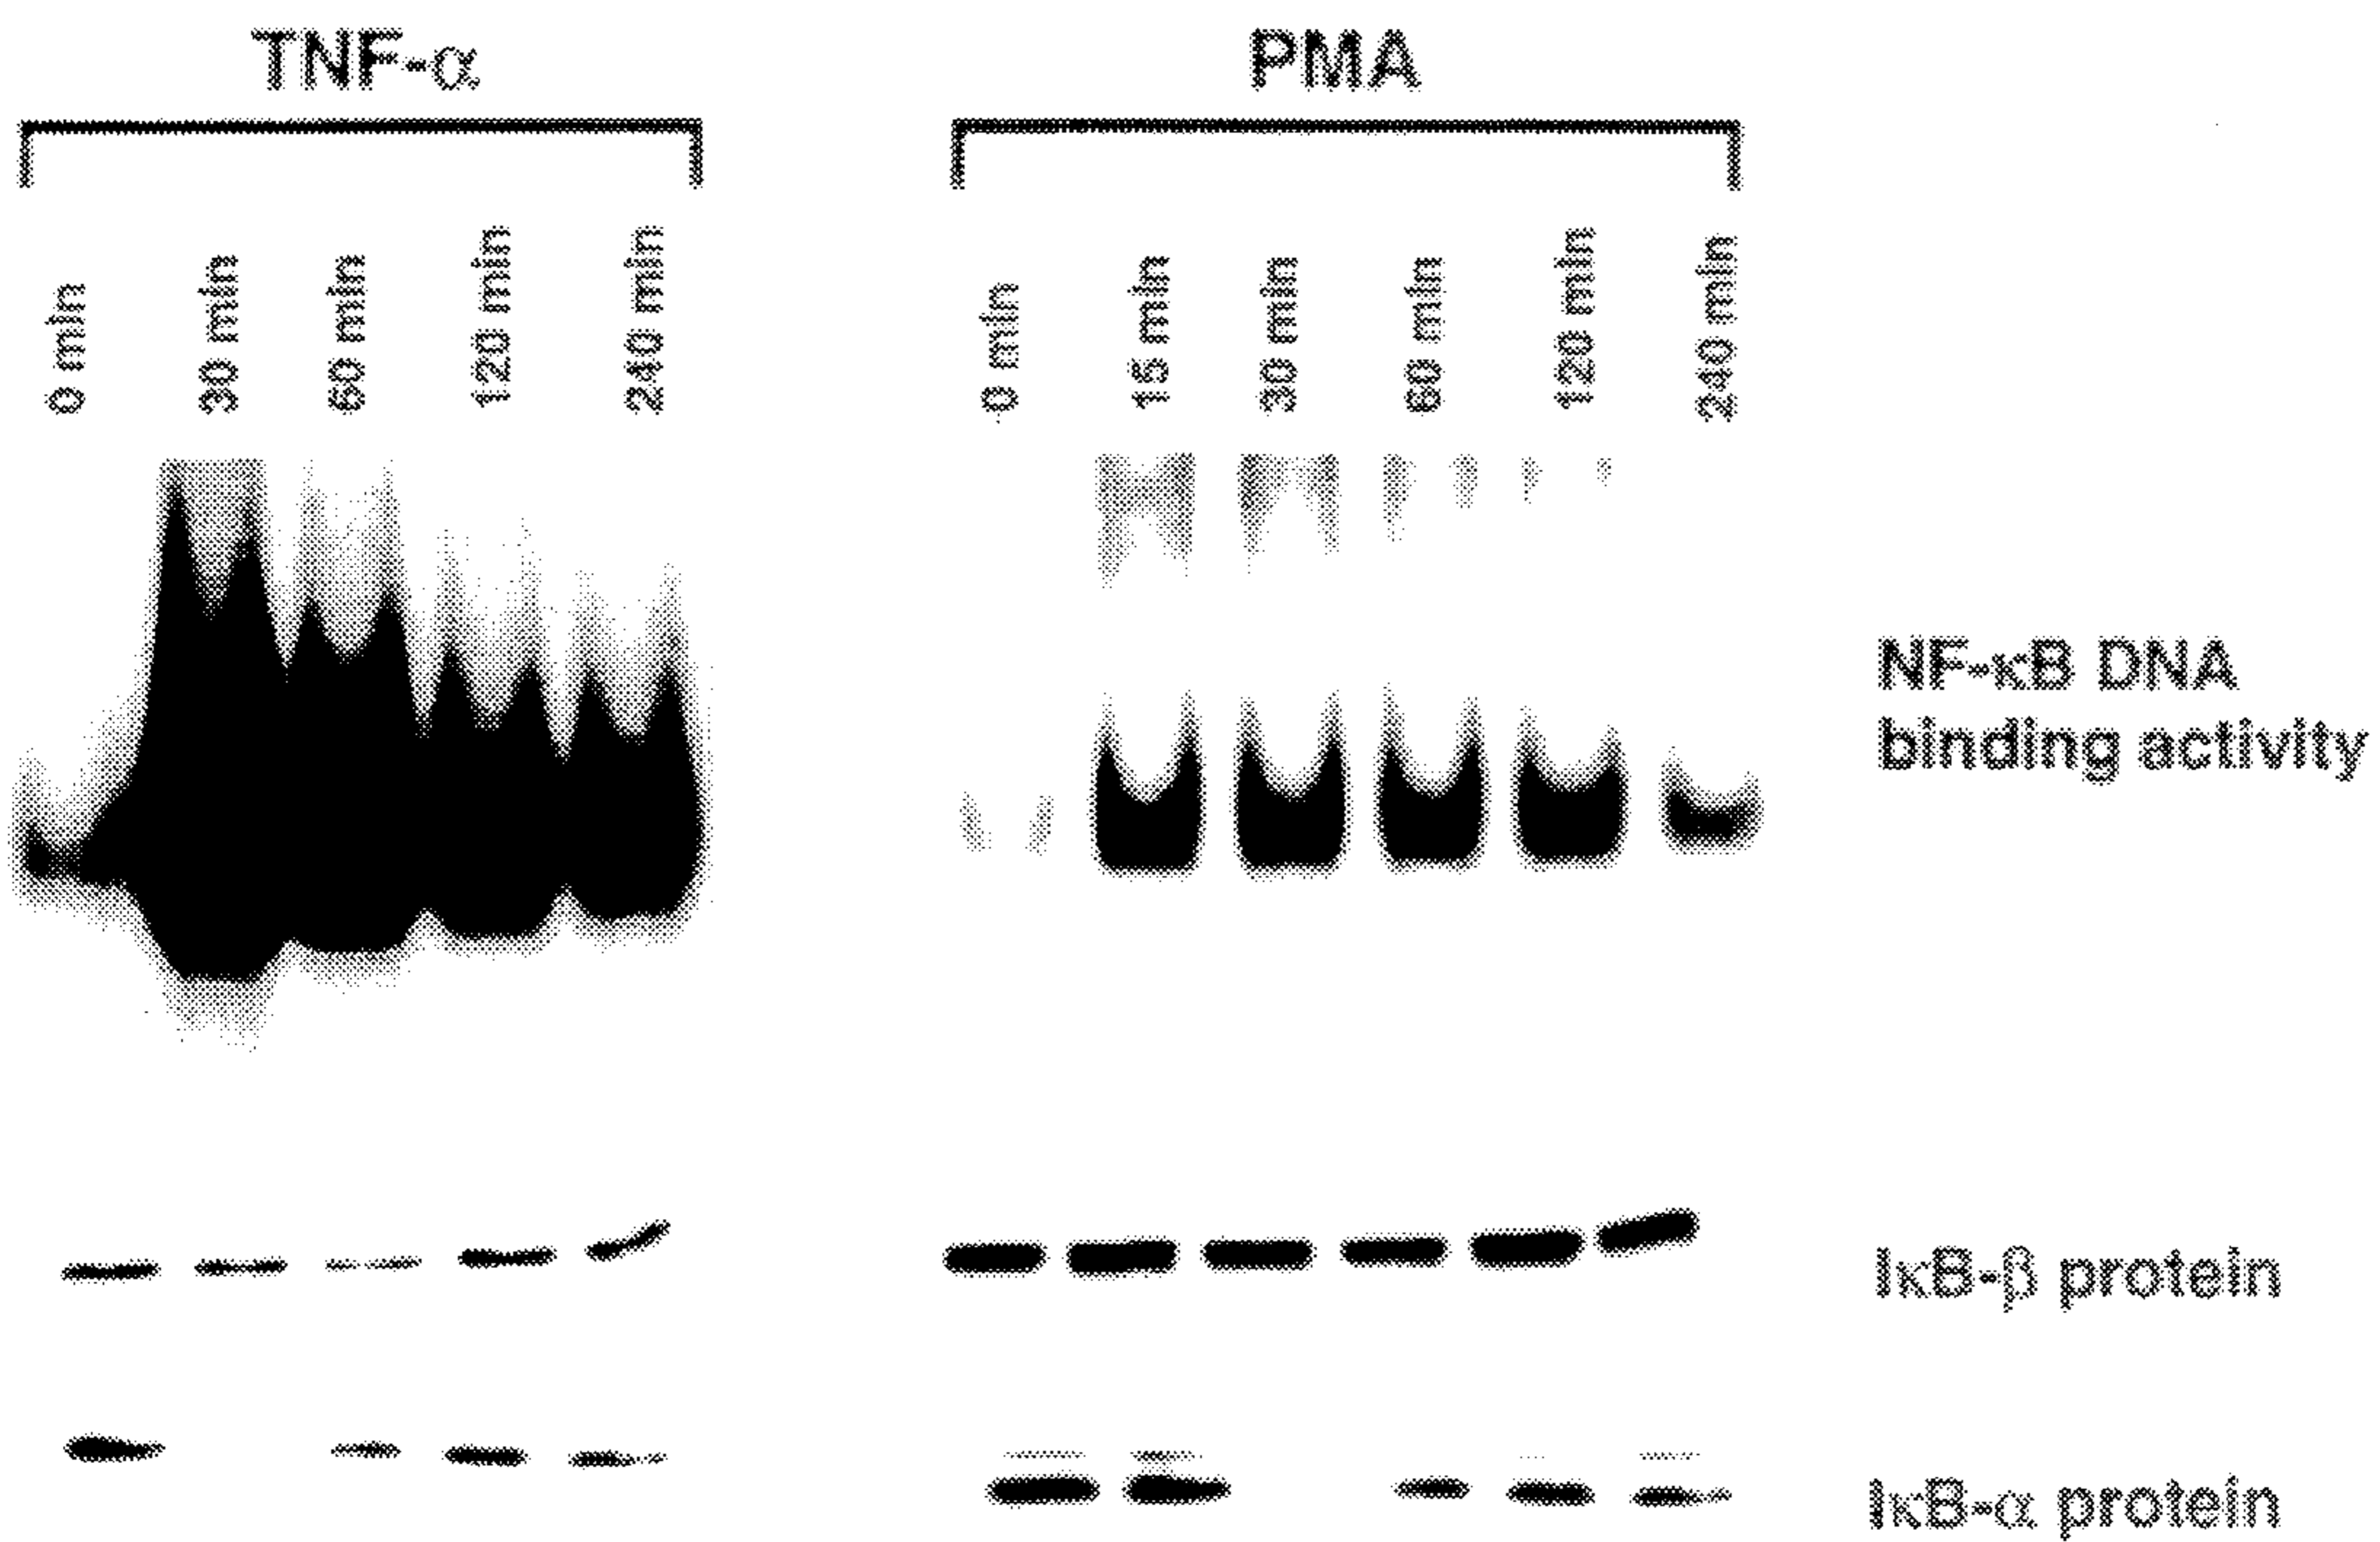 TNF-α
PMA
0 min
30 min
60 min
120 min
240 min
0 min
15 min
30 min
60 min
120 min
240 min
NF-κB DNA
binding activity
IκB-β protein
IκB-α protein